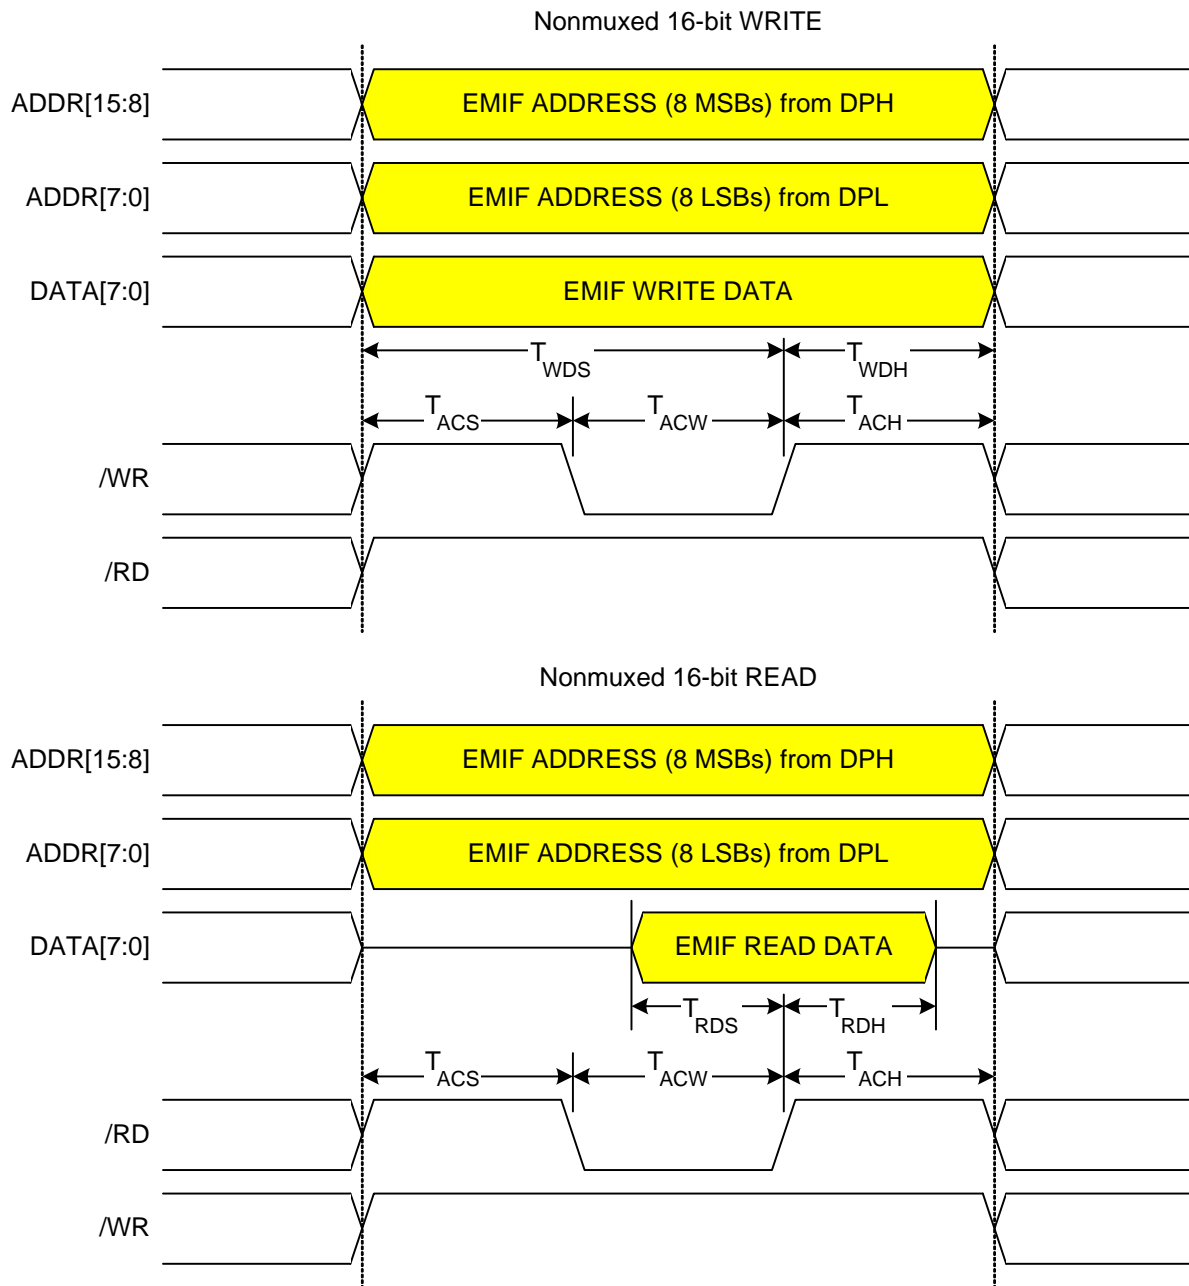 Nonmuxed 16-bit WRITE
ADDR[15:8]
EMIF ADDRESS (8 MSBs) from DPH
ADDR[7:0]
EMIF ADDRESS (8 LSBs) from DPL
DATA[7:0]
EMIF WRITE DATA
TWDS TWDH
TACS TACW TACH
/WR
/RD
Nonmuxed 16-bit READ
ADDR[15:8]
EMIF ADDRESS (8 MSBs) from DPH
ADDR[7:0]
EMIF ADDRESS (8 LSBs) from DPL
DATA[7:0]
EMIF READ DATA
TRDS TRDH
TACS TACW TACH
/RD
/WR